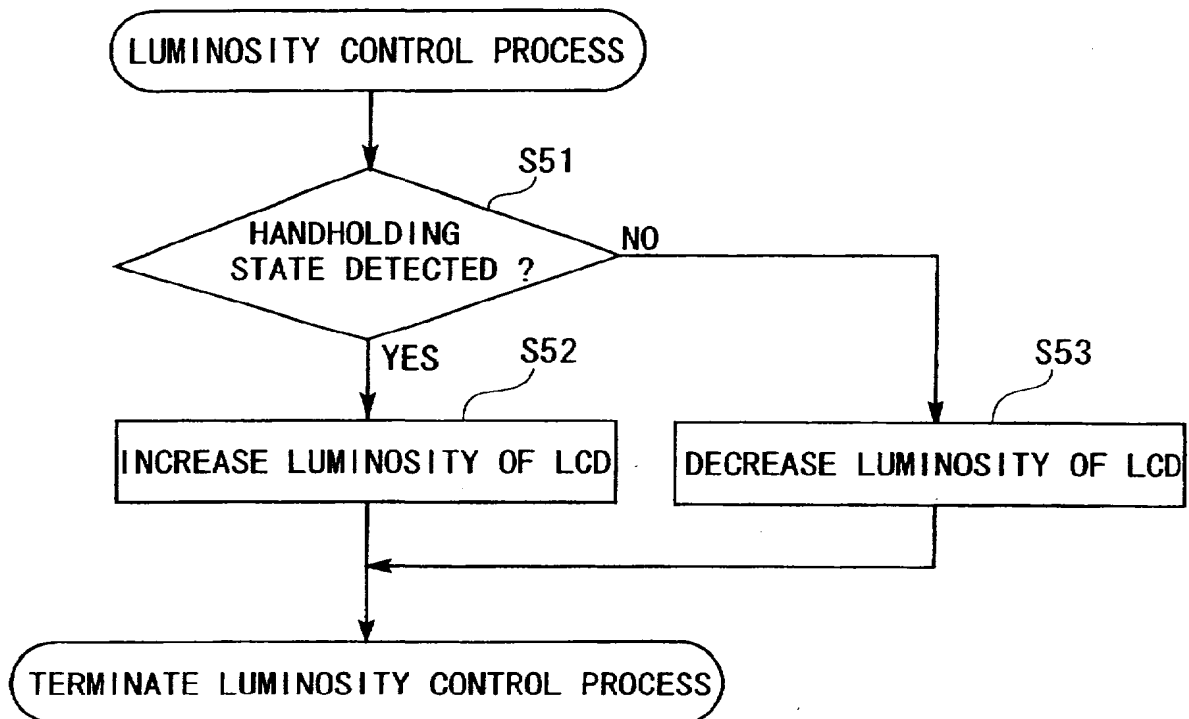 LUMINOSITY CONTROL PROCESS
S51
HANDHOLDING
STATE DETECTED ?
NO
YES
S52
S53
INCREASE LUMINOSITY OF LCD
DECREASE LUMINOSITY OF LCD
TERMINATE LUMINOSITY CONTROL PROCESS